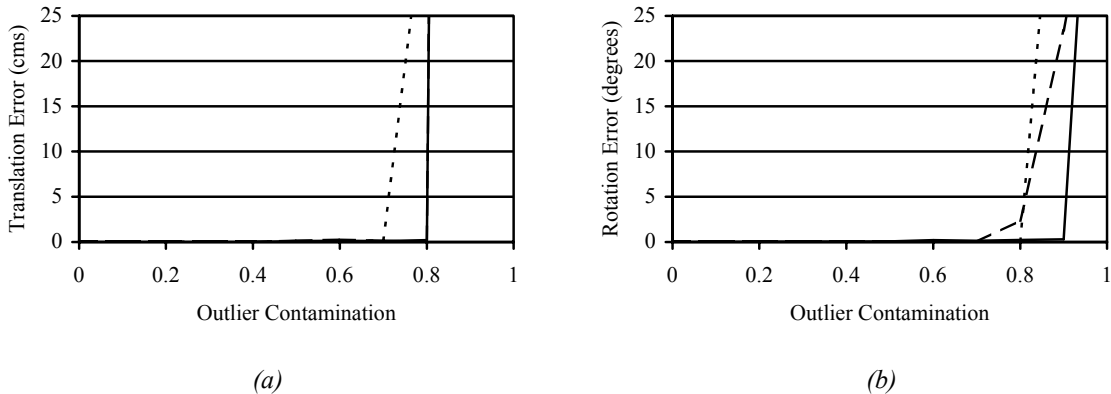 Translation Error (cms)
25
20
15
10
5
0
0 0.2 0.4 0.6 0.8 1
Outlier Contamination
(a)
Rotation Error (degrees)
25
20
15
10
5
0
0 0.2 0.4 0.6 0.8 1
Outlier Contamination
(b)